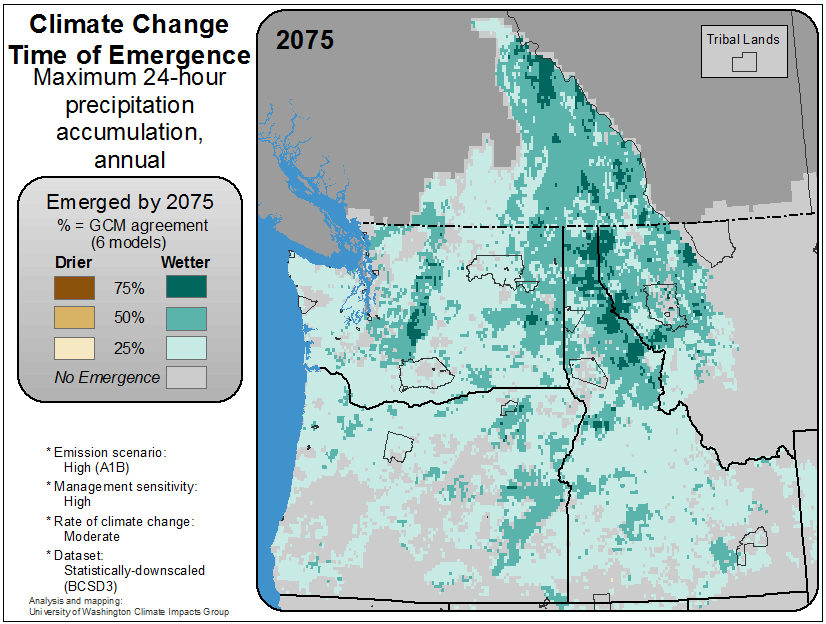 Climate Change
Time of Emergence
Maximum 24-hour
precipitation
accumulation,
annual
Emerged by 2075
% = GCM agreement
(6 models)
Drier Wetter
75%
50%
25%
No Emergence
* Emission scenario:
High (A1B)
* Management sensitivity:
High
* Rate of climate change:
Moderate
* Dataset:
Statistically-downscaled
(BCSD3)
Analysis and mapping:
University of Washington Climate Impacts Group
2075
Tribal Lands